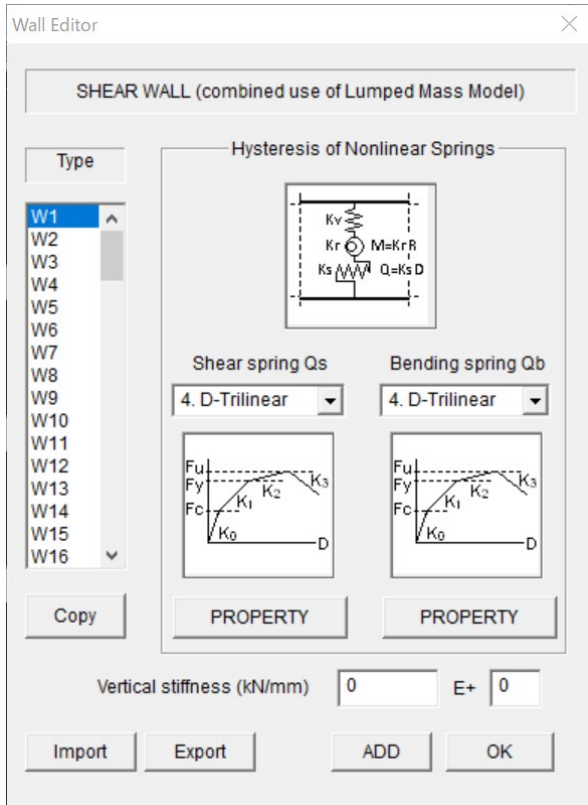 Wall Editor
SHEAR WALL (combined use of Lumped Mass Model)
Type
W1
W2
W3
W4
W5
W6
W7
W8
W9
W10
W11
W12
W13
W14
W15
W16
Copy
Hysteresis of Nonlinear Springs
Kv
Kr M=KrR
Ks Q=KsD
Shear spring Qs
4. D-Trilinear
Fu
Fy
Fc
K0
K1
K2
K3
D
PROPERTY
Bending spring Qb
4. D-Trilinear
Fu
Fy
Fc
K0
K1
K2
K3
D
PROPERTY
Vertical stiffness (kN/mm) 0 E+ 0
Import Export ADD OK